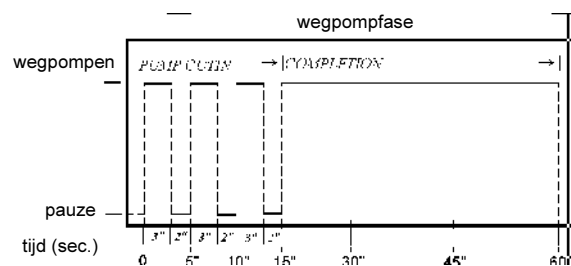 wegpompfase
wegpompen PUMP CUTIN →|COMPLETION →|
pauze
3" 2" 3" 2" 3" 2"
tijd (sec.)
0 5" 10" 15" 30" 45" 60"